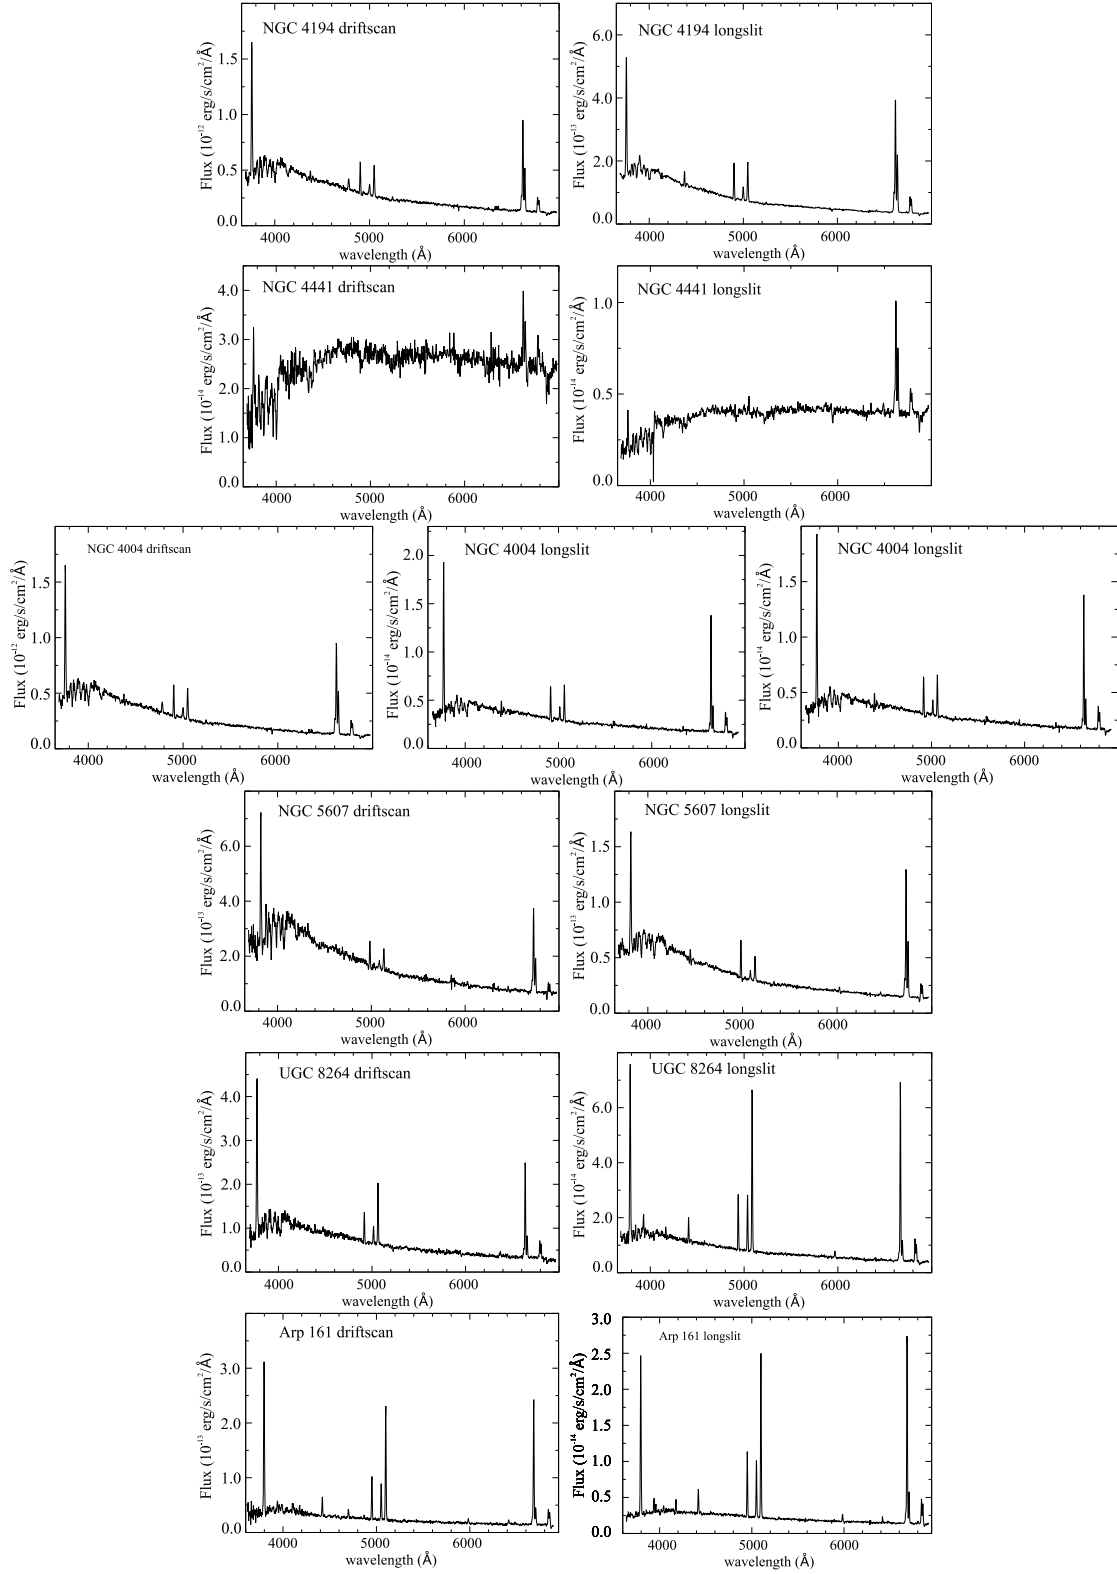 NGC 4194 driftscan
Flux (10⁻¹² erg/s/cm²/Å)
1.5
1.0
0.5
0.0
4000 5000 6000
wavelength (Å)
NGC 4194 longslit
Flux (10⁻¹³ erg/s/cm²/Å)
6.0
4.0
2.0
0.0
4000 5000 6000
wavelength (Å)
NGC 4441 driftscan
Flux (10⁻¹⁴ erg/s/cm²/Å)
4.0
3.0
2.0
1.0
0.0
4000 5000 6000
wavelength (Å)
NGC 4441 longslit
Flux (10⁻¹⁴ erg/s/cm²/Å)
1.0
0.5
0.0
4000 5000 6000
wavelength (Å)
NGC 4004 driftscan
Flux (10⁻¹² erg/s/cm²/Å)
1.5
1.0
0.5
0.0
4000 5000 6000
wavelength (Å)
NGC 4004 longslit
Flux (10⁻¹⁴ erg/s/cm²/Å)
2.0
1.5
1.0
0.5
0.0
4000 5000 6000
wavelength (Å)
NGC 4004 longslit
Flux (10⁻¹⁴ erg/s/cm²/Å)
1.5
1.0
0.5
0.0
4000 5000 6000
wavelength (Å)
NGC 5607 driftscan
Flux (10⁻¹³ erg/s/cm²/Å)
6.0
4.0
2.0
0.0
4000 5000 6000
wavelength (Å)
NGC 5607 longslit
Flux (10⁻¹³ erg/s/cm²/Å)
1.5
1.0
0.5
0.0
4000 5000 6000
wavelength (Å)
UGC 8264 driftscan
Flux (10⁻¹³ erg/s/cm²/Å)
4.0
3.0
2.0
1.0
0.0
4000 5000 6000
wavelength (Å)
UGC 8264 longslit
Flux (10⁻¹⁴ erg/s/cm²/Å)
6.0
4.0
2.0
0.0
4000 5000 6000
wavelength (Å)
Arp 161 driftscan
Flux (10⁻¹³ erg/s/cm²/Å)
3.0
2.0
1.0
0.0
4000 5000 6000
wavelength (Å)
Arp 161 longslit
Flux (10⁻¹⁴ erg/s/cm²/Å)
3.0
2.5
2.0
1.5
1.0
0.5
0.0
4000 5000 6000
wavelength (Å)